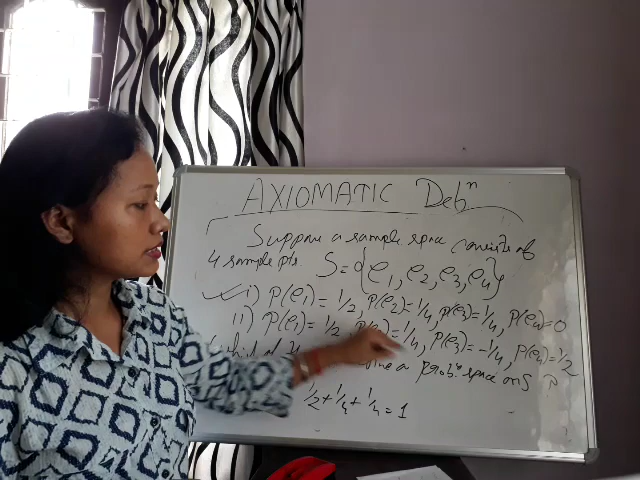 AXIOMATIC Defⁿ
Suppose a sample space consists of
4 sample pts. S = {e₁, e₂, e₃, e₄}
✓ i) P(e₁) = 1/2, P(e₂) = 1/4, P(e₃) = 1/4, P(e₄) = 0
ii) P(e₁) = 1/2 = 1/4, P(e₃) = -1/4, P(e₄) = 1/2
which of a prob. space on S ?
1/2 + 1/4 + 1/4 = 1